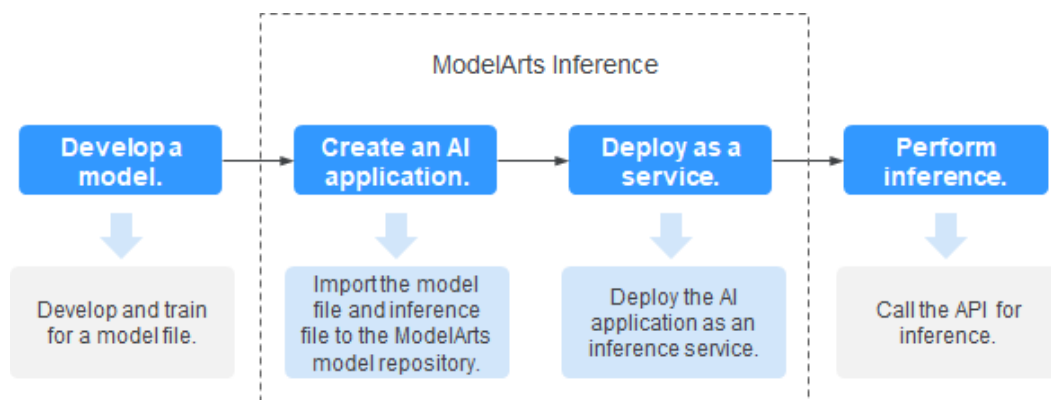 ModelArts Inference
Develop a
model.
Create an AI
application.
Deploy as a
service.
Perform
inference.
Develop and train
for a model file.
Import the model
file and inference
file to the ModelArts
model repository.
Deploy the AI
application as an
inference service.
Call the API for
inference.